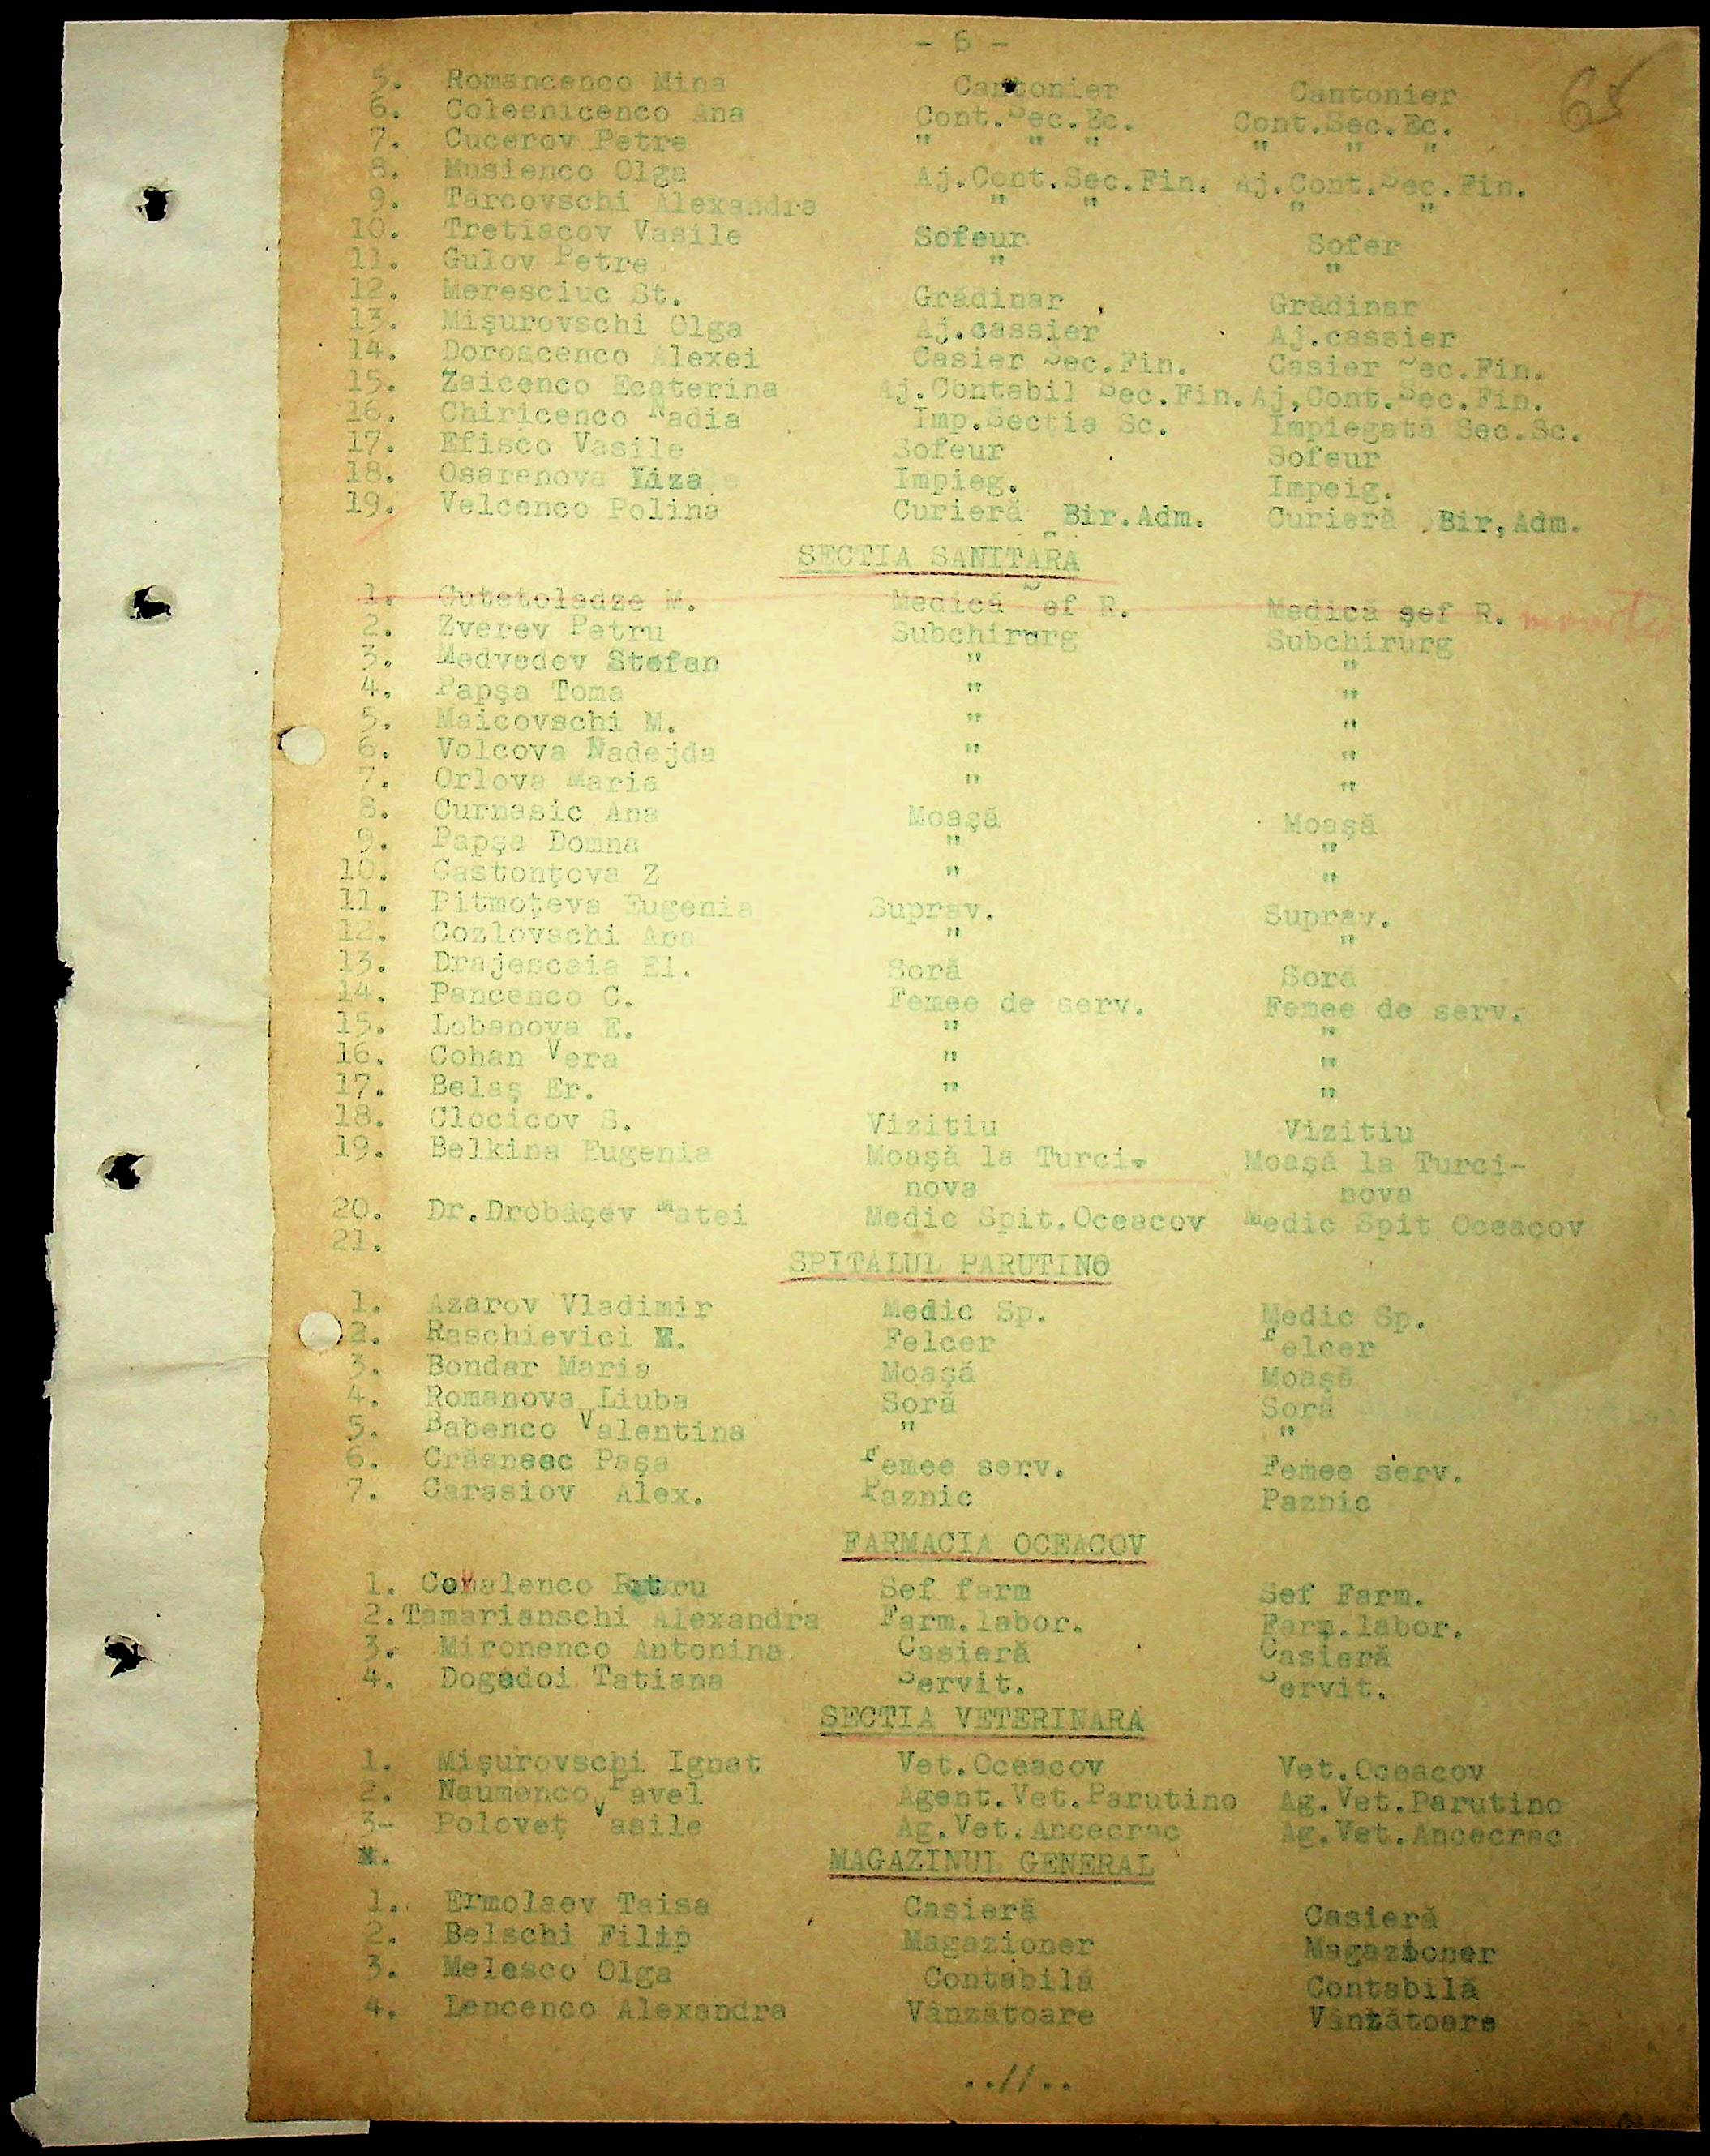 - 6 -
65
5. Romancenco Mina Cantonier Cantonier
6. Colesnicenco Ana Cont.Sec.Ec. Cont.Sec.Ec.
7. Cucerov Petre " " " " " "
8. Musienco Olga Aj.Cont.Sec.Fin. Aj.Cont.Sec.Fin.
9. Tarcovschi Alexandra " " " "
10. Tretiacov Vasile Sofeur Sofer
11. Gulov Petre " "
12. Meresciuc St. Grădinar Grădinar
13. Mişurovschi Olga Aj.cassier Aj.cassier
14. Doroscenco Alexei Casier Sec.Fin. Casier Sec.Fin.
15. Zaicenco Ecaterina Aj.Contabil Sec.Fin. Aj,Cont.Sec.Fin.
16. Chiricenco Nadia Imp.Secţia Sc. Impiegată Sec.Sc.
17. Efisco Vasile Sofeur Sofeur
18. Osarenova Liza Impieg. Impeig.
19. Velcenco Polina Curieră Bir.Adm. Curieră Bir,Adm.
SECTIA SANITARA
1. Cutetoladze M. Medică Şef R. Medica şef R.
2. Zverev Petru Subchirurg Subchirurg
3. Medvedev Stefan " "
4. Papşa Toma " "
5. Maicovschi M. " "
6. Volcova Nadejda " "
7. Orlova Maria " "
8. Curnasic Ana Moaşă Moaşă
9. Papşa Domna " "
10. Castonţova Z " "
11. Pitmoţeva Eugenia Suprav. Suprav.
12. Cozlovschi Ana " "
13. Drajescaia El. Soră Soră
14. Pancenco C. Femee de serv. Femee de serv.
15. Lobanova E. " "
16. Cohan Vera " "
17. Belaş Er. " "
18. Clocicov S. Vizitiu Vizitiu
19. Belkina Eugenia Moaşă la Turci- Moaşă la Turci-
nova nova
20. Dr.Drobăşev Matei Medic Spit.Oceacov Medic Spit Oceacov
21.
SPITALUL PARUTINO
1. Azarov Vladimir Medic Sp. Medic Sp.
2. Raschievici M. Felcer Felcer
3. Bondar Maria Moaşă Moaşă
4. Romanova Liuba Soră Soră
5. Babenco Valentina " "
6. Crăsneac Paşa Femee serv. Femee serv.
7. Carasiov Alex. Paznic Paznic
FARMACIA OCEACOV
1. Covalenco Petru Sef farm Sef Farm.
2. Tamarianschi Alexandra Farm.labor. Farm.labor.
3. Mironenco Antonina Casieră Casieră
4. Dogadoi Tatiana Servit. Servit.
SECTIA VETERINARA
1. Mişurovschi Ignat Vet.Oceacov Vet.Oceacov
2. Naumenco Pavel Agent.Vet.Parutino Ag.Vet.Parutino
3- Poloveţ Vasile Ag.Vet.Ancecrac Ag.Vet.Ancecrac
MAGAZINUL GENERAL
1. Ermolaev Taisa Casieră Casieră
2. Belschi Filip Magazioner Magazioner
3. Melesco Olga Contabilă Contabilă
4. Lencenco Alexandra Vânzătoare Vânzătoare
..//..